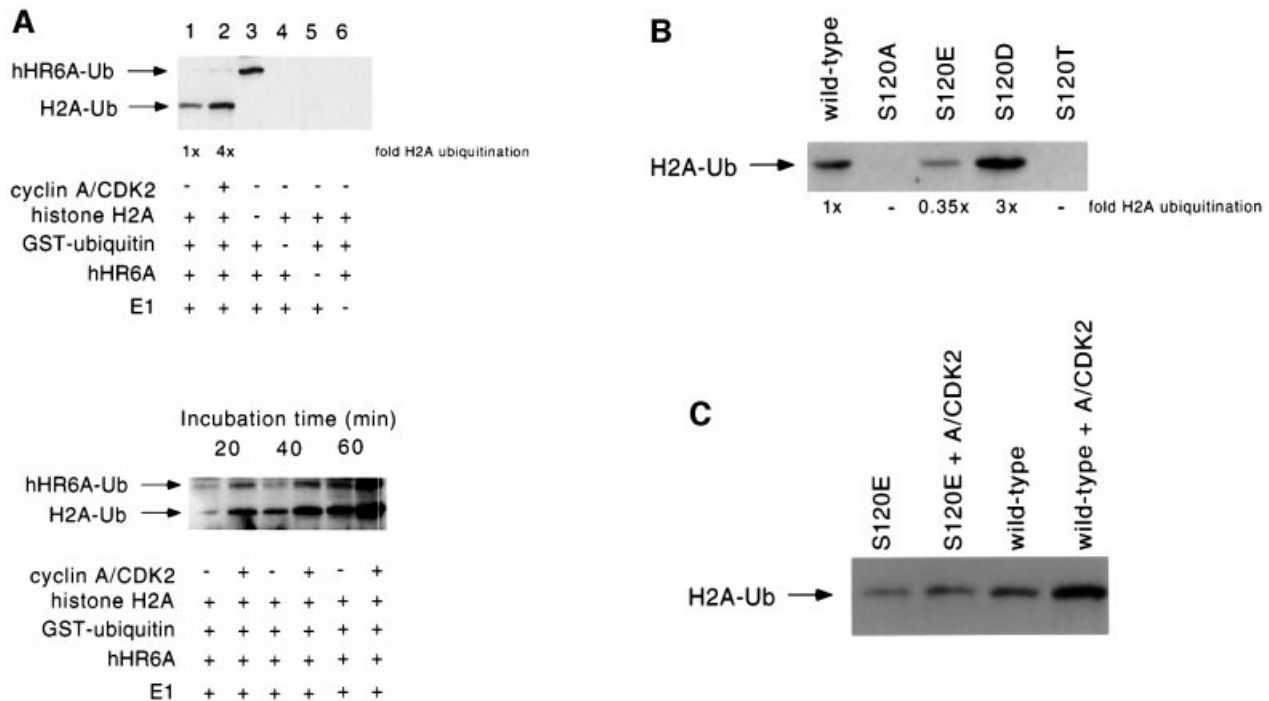 A
1 2 3 4 5 6
hHR6A-Ub
H2A-Ub
1x 4x fold H2A ubiquitination
cyclin A/CDK2 - + - - - -
histone H2A + + - + + +
GST-ubiquitin + + + - + +
hHR6A + + + + - +
E1 + + + + + -
Incubation time (min)
20 40 60
hHR6A-Ub
H2A-Ub
cyclin A/CDK2 - + - + - +
histone H2A + + + + + +
GST-ubiquitin + + + + + +
hHR6A + + + + + +
E1 + + + + + +
B
wild-type
S120A
S120E
S120D
S120T
H2A-Ub
1x - 0.35x 3x - fold H2A ubiquitination
C
S120E
S120E + A/CDK2
wild-type
wild-type + A/CDK2
H2A-Ub